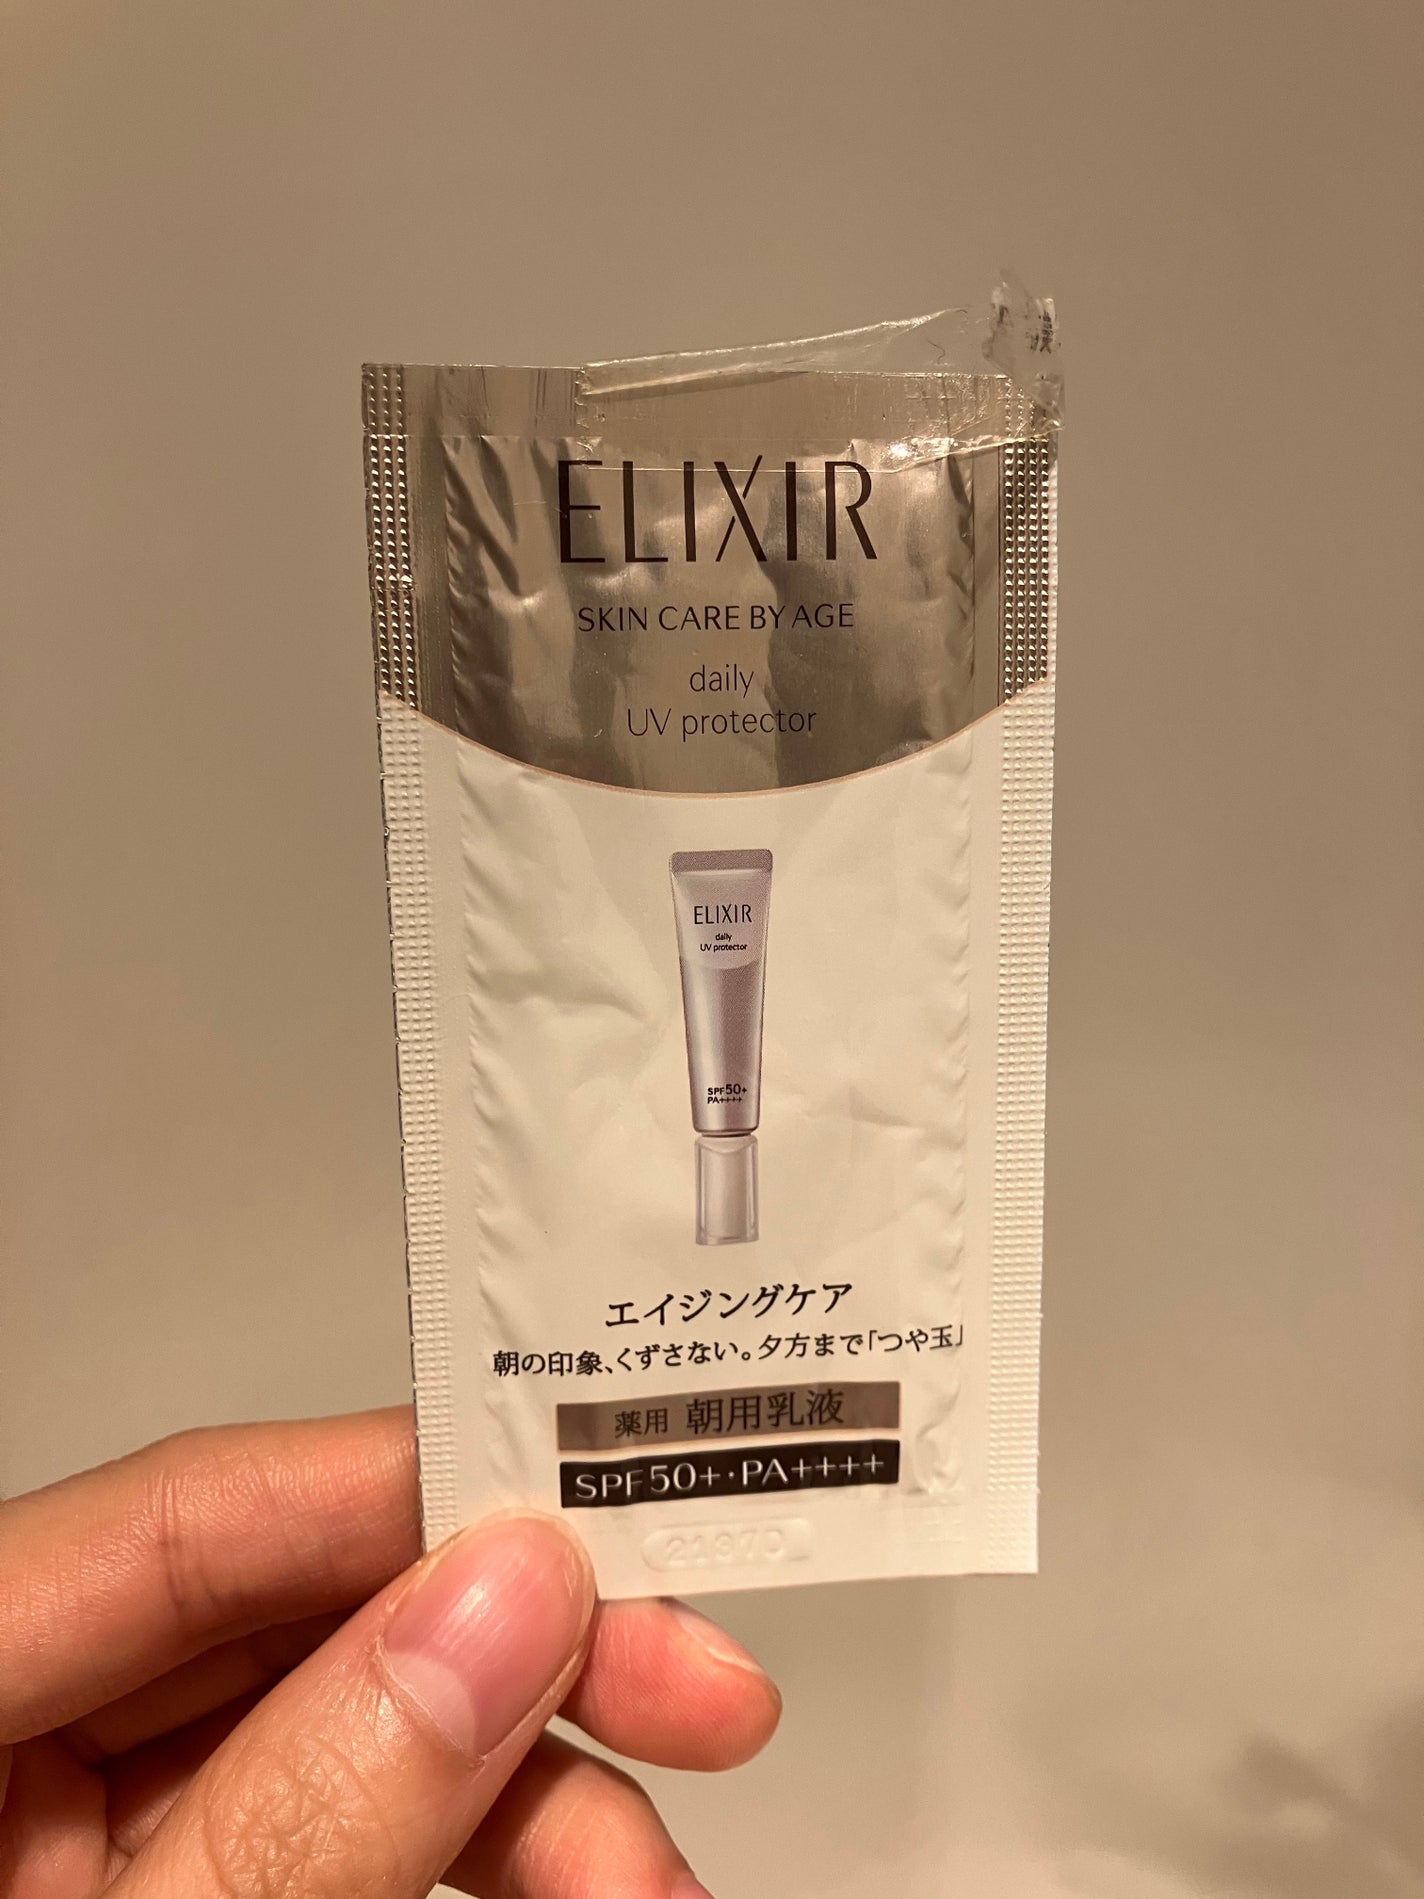 ELIXIR
SKIN CARE BY AGE
daily
UV protector
ELIXIR
daily
UV protector
SPF50+
PA++++
エイジングケア
朝の印象、くずさない。夕方まで「つや玉」
薬用 朝用乳液
SPF50+・PA++++